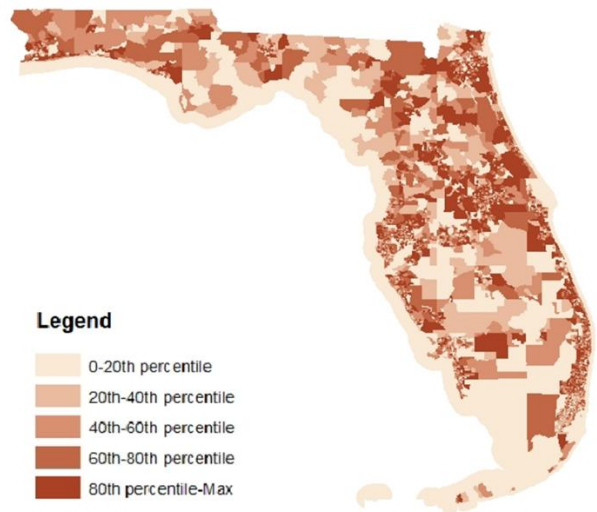 Legend
0-20th percentile
20th-40th percentile
40th-60th percentile
60th-80th percentile
80th percentile-Max